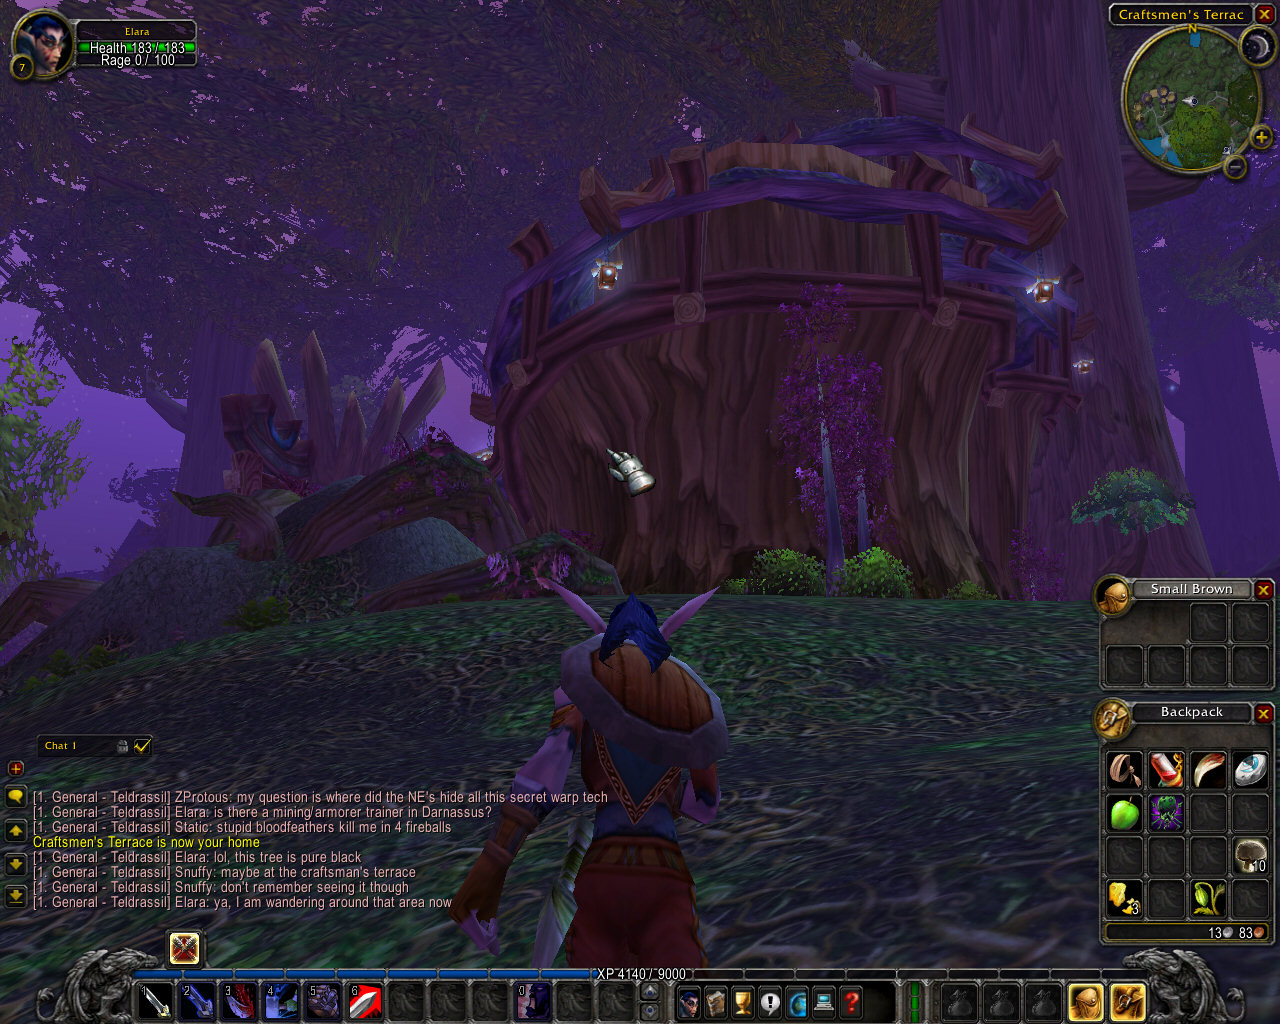 Elara
Health 183 / 183
Rage 0 / 100
7
Craftsmen's Terrac
N
Small Brown
Backpack
10
3
13 83
Chat 1
[1. General - Teldrassil] ZProtous: my question is where did the NE's hide all this secret warp tech
[1. General - Teldrassil] Elara: is there a mining/armorer trainer in Darnassus?
[1. General - Teldrassil] Static: stupid bloodfeathers kill me in 4 fireballs
Craftsmen's Terrace is now your home
[1. General - Teldrassil] Elara: lol, this tree is pure black
[1. General - Teldrassil] Snuffy: maybe at the craftsman's terrace
[1. General - Teldrassil] Snuffy: don't remember seeing it though
[1. General - Teldrassil] Elara: ya, I am wandering around that area now
XP 4140 / 9000
1 2 3 4 5 6 0